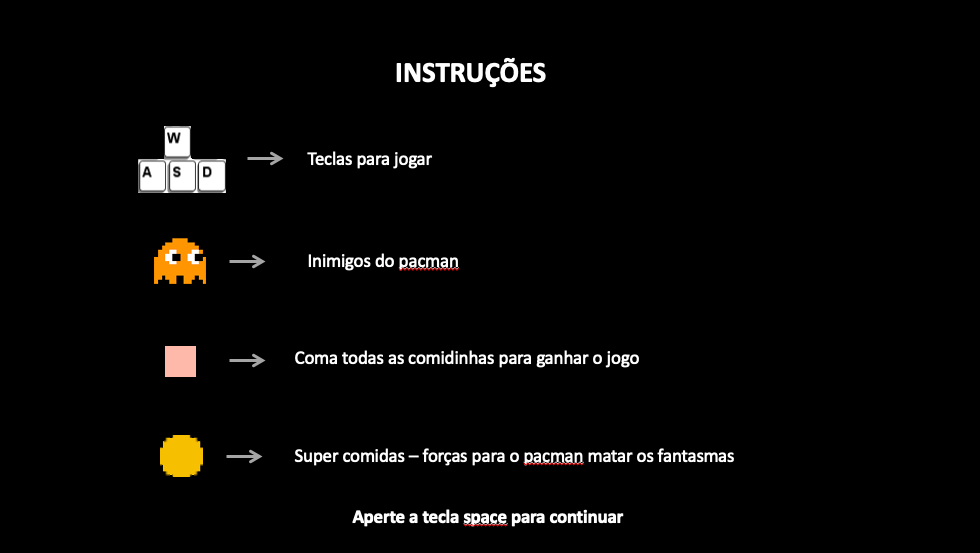 INSTRUÇÕES
W
A S D
Teclas para jogar
Inimigos do pacman
Coma todas as comidinhas para ganhar o jogo
Super comidas – forças para o pacman matar os fantasmas
Aperte a tecla space para continuar